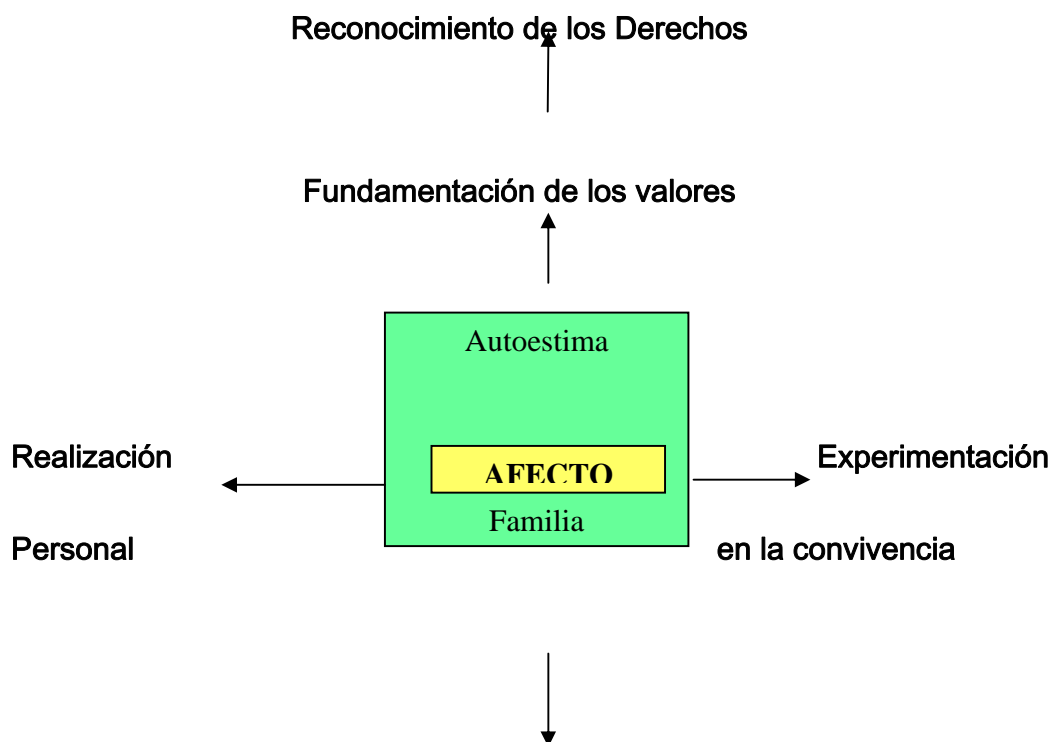 Reconocimiento de los Derechos
Fundamentación de los valores
Autoestima
Realización
AFECTO
Experimentación
Familia
Personal
en la convivencia